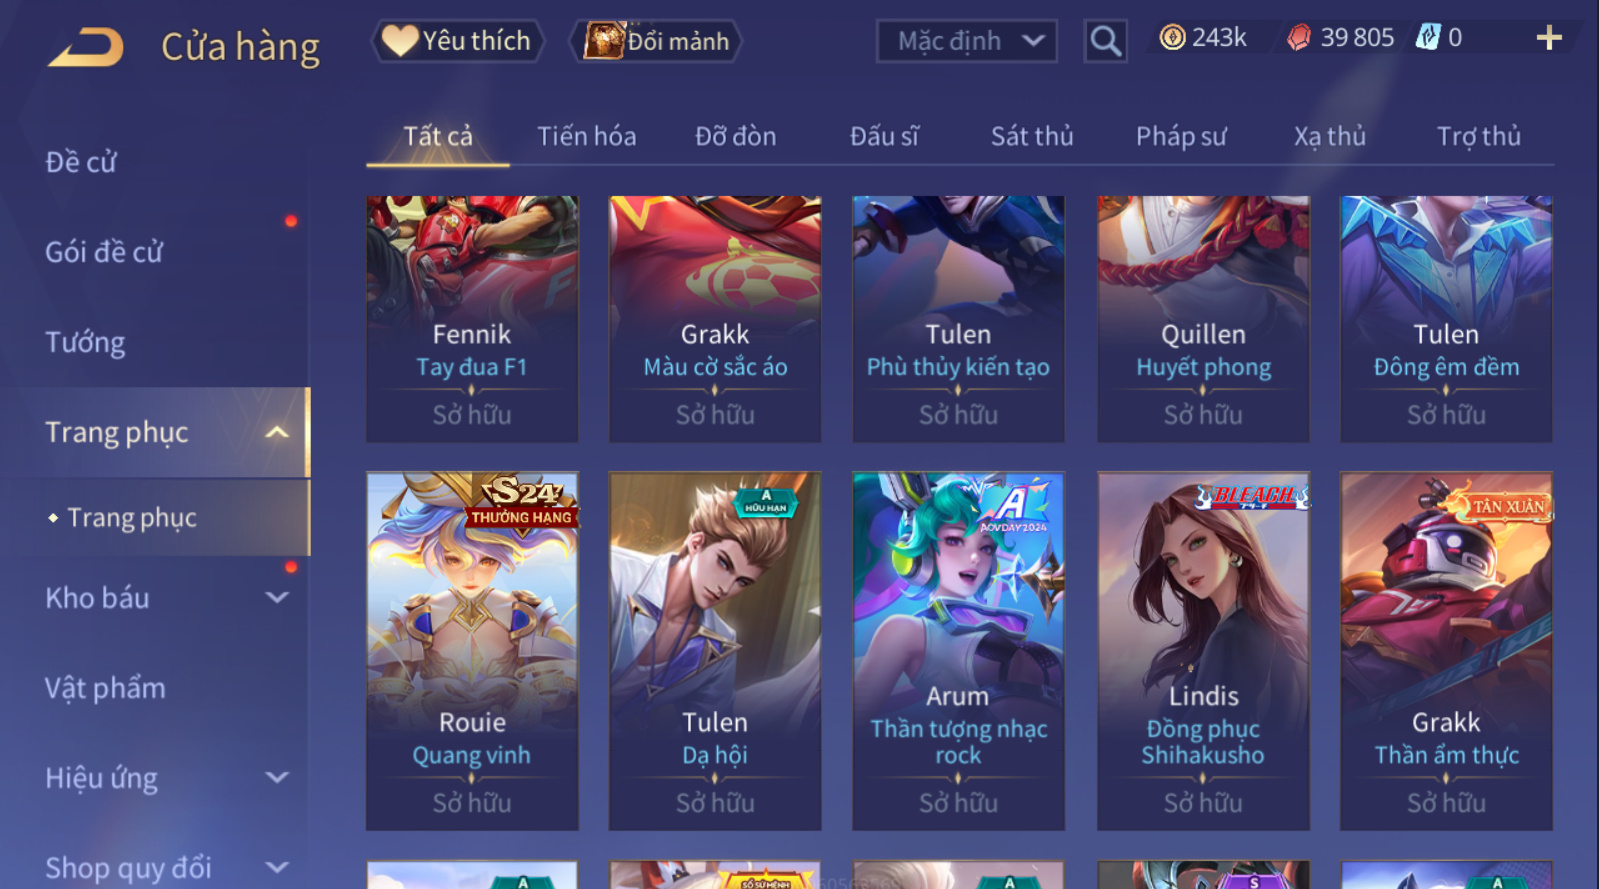 Cửa hàng
Yêu thích
Đổi mảnh
Mặc định
243k
39 805
0
Tất cả
Tiến hóa
Đỡ đòn
Đấu sĩ
Sát thủ
Pháp sư
Xạ thủ
Trợ thủ
Đề cử
Gói đề cử
Tướng
Trang phục
Trang phục
Kho báu
Vật phẩm
Hiệu ứng
Shop quy đổi
Fennik
Tay đua F1
Sở hữu
Grakk
Màu cờ sắc áo
Sở hữu
Tulen
Phù thủy kiến tạo
Sở hữu
Quillen
Huyết phong
Sở hữu
Tulen
Đông êm đềm
Sở hữu
S24
THƯỞNG HẠNG
Rouie
Quang vinh
Sở hữu
A
HỮU HẠN
Tulen
Dạ hội
Sở hữu
A
AOVDAY2024
Arum
Thần tượng nhạc
rock
Sở hữu
BLEACH
Lindis
Đồng phục
Shihakusho
Sở hữu
TÂN XUÂN
Grakk
Thần ẩm thực
Sở hữu
A
SỔ SỨ MỆNH
A
S
A